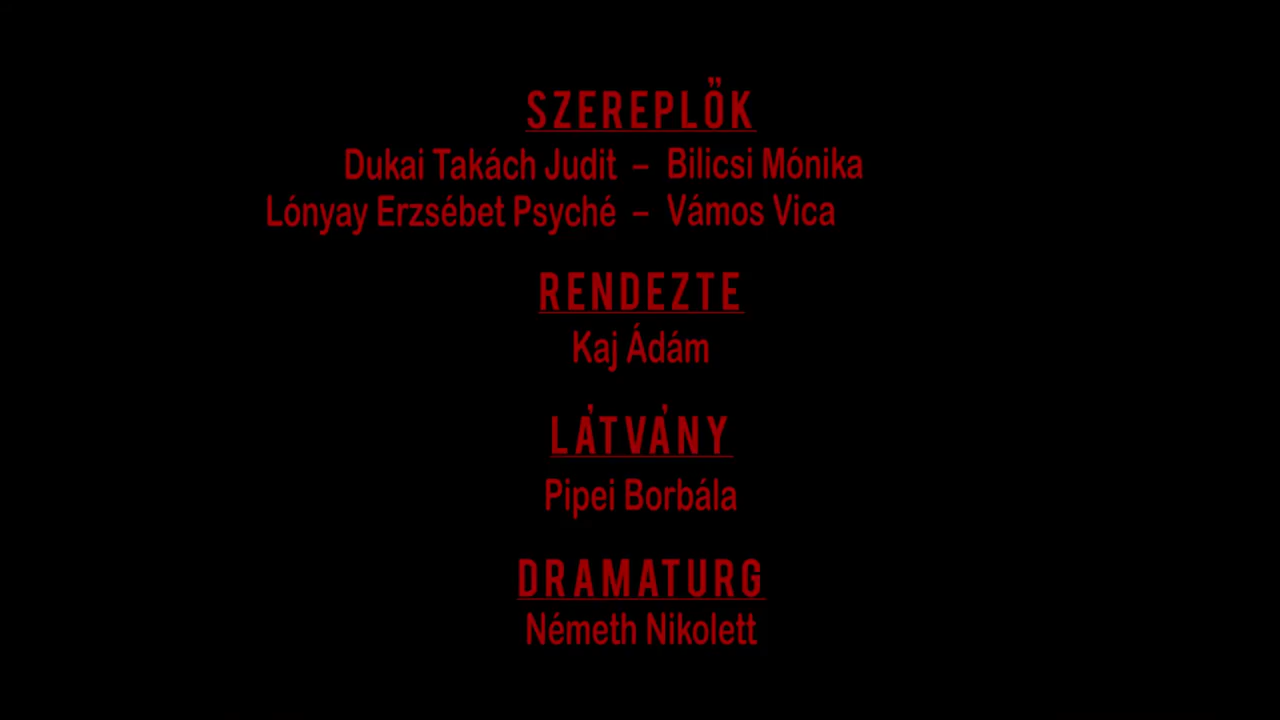 SZEREPLŐK
Dukai Takách Judit – Bilicsi Mónika
Lónyay Erzsébet Psyché – Vámos Vica
RENDEZTE
Kaj Ádám
LÁTVÁNY
Pipei Borbála
DRAMATURG
Németh Nikolett